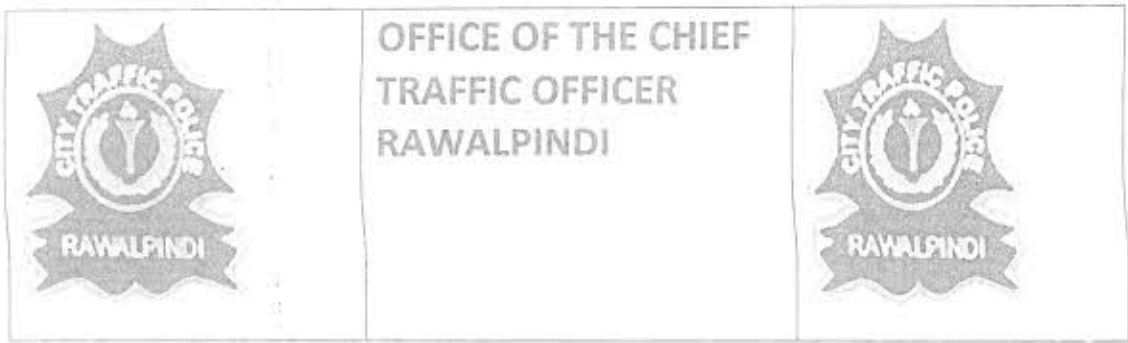 CITY TRAFFIC POLICE
RAWALPINDI
OFFICE OF THE CHIEF
TRAFFIC OFFICER
RAWALPINDI
CITY TRAFFIC POLICE
RAWALPINDI